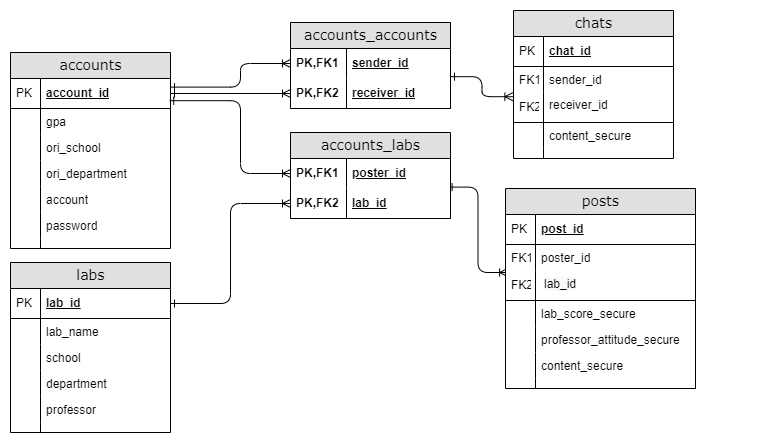 accounts
PK account_id
gpa
ori_school
ori_department
account
password
labs
PK lab_id
lab_name
school
department
professor
accounts_accounts
PK,FK1 sender_id
PK,FK2 receiver_id
accounts_labs
PK,FK1 poster_id
PK,FK2 lab_id
chats
PK chat_id
FK1 sender_id
FK2 receiver_id
content_secure
posts
PK post_id
FK1 poster_id
FK2 lab_id
lab_score_secure
professor_attitude_secure
content_secure